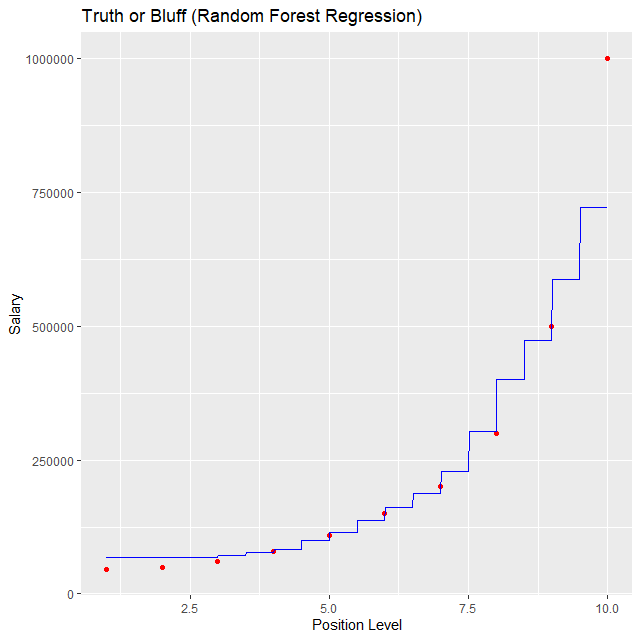 Truth or Bluff (Random Forest Regression)
1000000
750000
500000
250000
0
Salary
2.5 5.0 7.5 10.0
Position Level